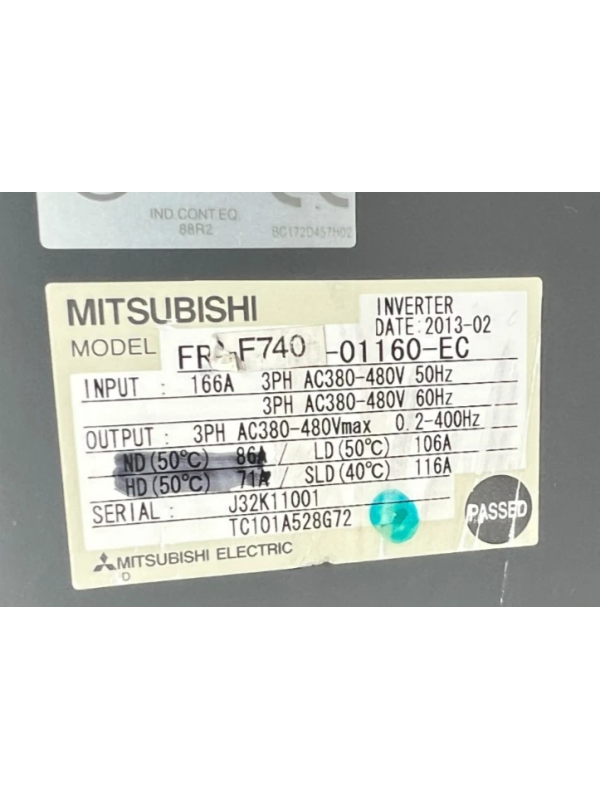 IND.CONT.EQ.
88R2
BC172D457H02
MITSUBISHI
INVERTER
DATE:2013-02
MODEL FR-F740-01160-EC
INPUT : 166A 3PH AC380-480V 50Hz
3PH AC380-480V 60Hz
OUTPUT : 3PH AC380-480Vmax 0.2-400Hz
ND(50℃) 86A / LD(50℃) 106A
HD(50℃) 71A / SLD(40℃) 116A
SERIAL : J32K11001
TC101A528G72
PASSED
MITSUBISHI ELECTRIC
D